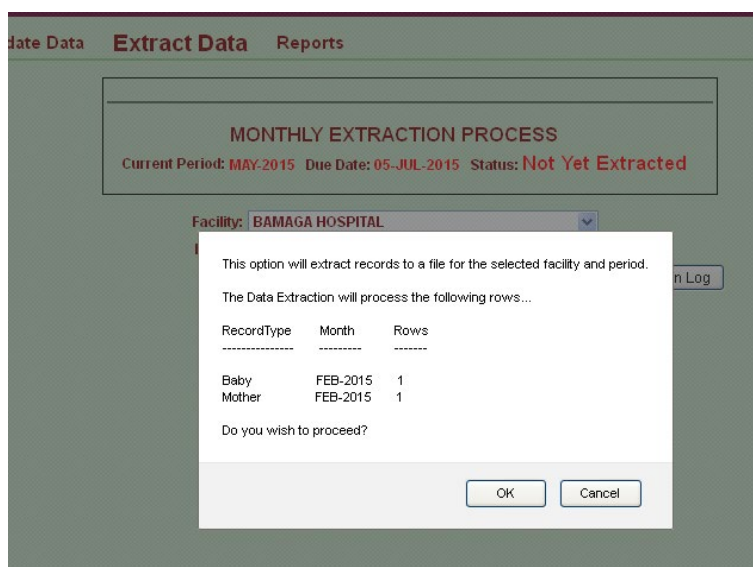 date Data Extract Data Reports
MONTHLY EXTRACTION PROCESS
Current Period: MAY-2015 Due Date: 05-JUL-2015 Status: Not Yet Extracted
Facility: BAMAGA HOSPITAL
n Log
This option will extract records to a file for the selected facility and period.
The Data Extraction will process the following rows...
RecordType Month Rows
--------------- --------- -------
Baby FEB-2015 1
Mother FEB-2015 1
Do you wish to proceed?
OK Cancel